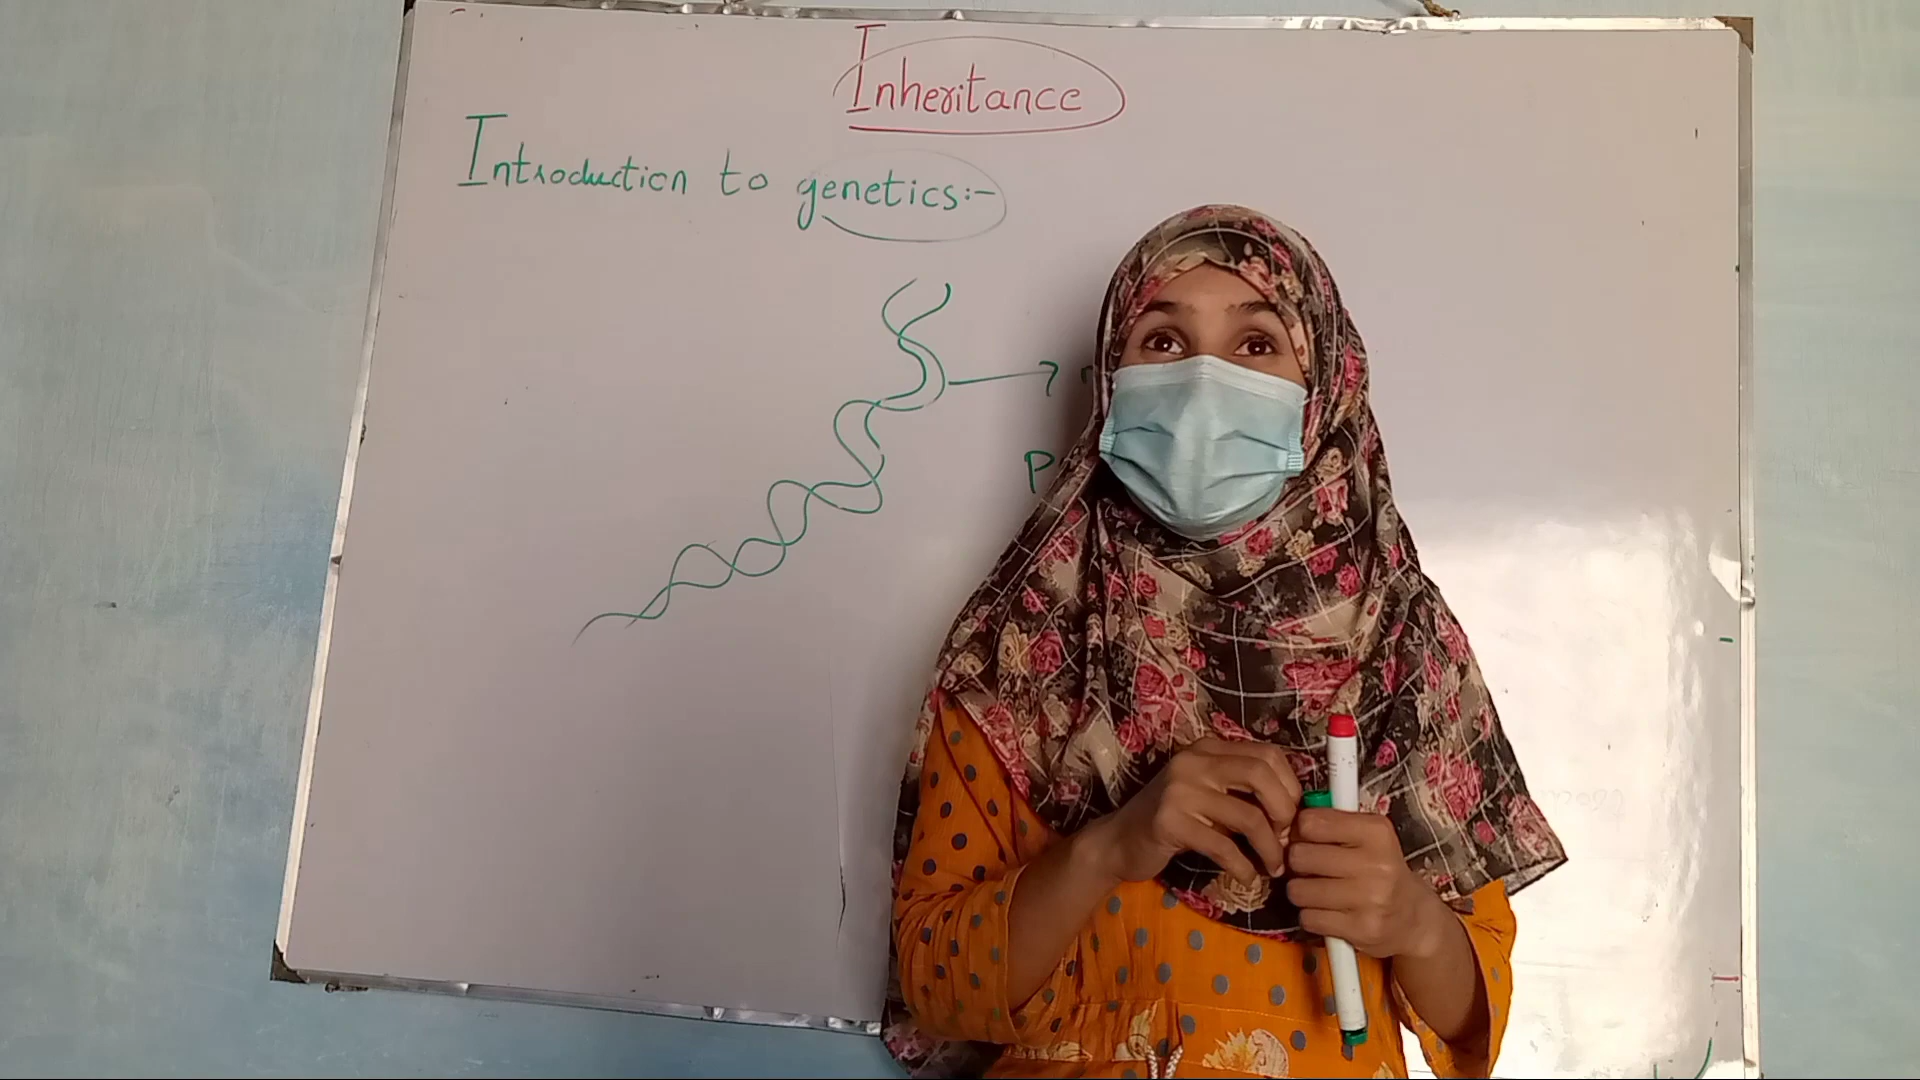 Inheritance
Introduction to genetics:-
P